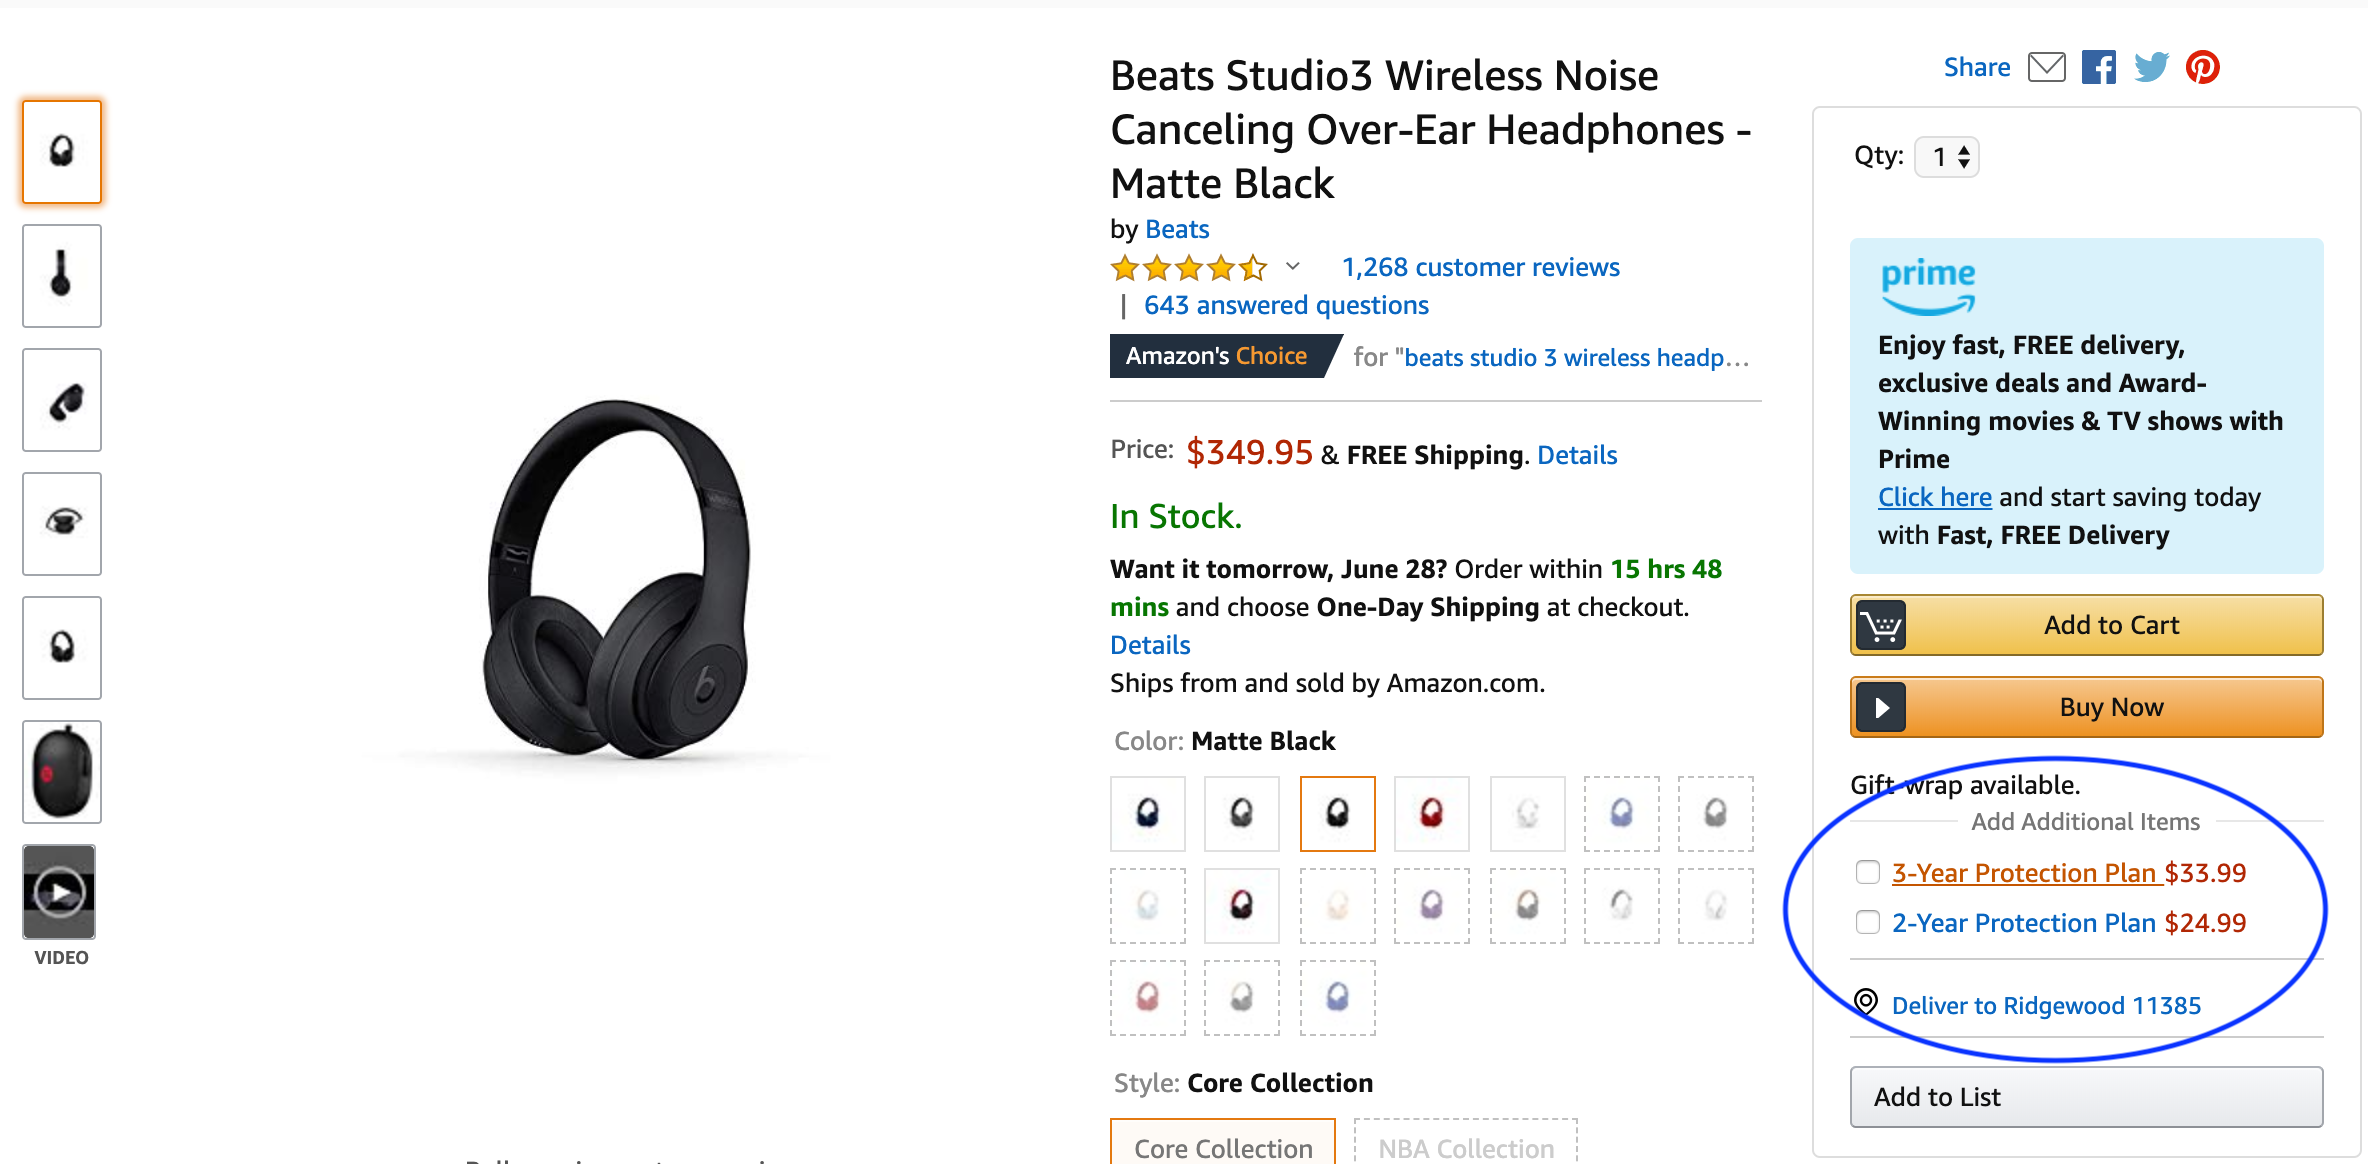 Beats Studio3 Wireless Noise
Canceling Over-Ear Headphones -
Matte Black
by Beats
1,268 customer reviews
| 643 answered questions
Amazon's Choice for "beats studio 3 wireless headp…
Price: $349.95 & FREE Shipping. Details
In Stock.
Want it tomorrow, June 28? Order within 15 hrs 48
mins and choose One-Day Shipping at checkout.
Details
Ships from and sold by Amazon.com.
Color: Matte Black
Style: Core Collection
Core Collection
NBA Collection
VIDEO
Share
Qty: 1
prime
Enjoy fast, FREE delivery,
exclusive deals and Award-
Winning movies & TV shows with
Prime
Click here and start saving today
with Fast, FREE Delivery
Add to Cart
Buy Now
Gift-wrap available.
Add Additional Items
3-Year Protection Plan $33.99
2-Year Protection Plan $24.99
Deliver to Ridgewood 11385
Add to List